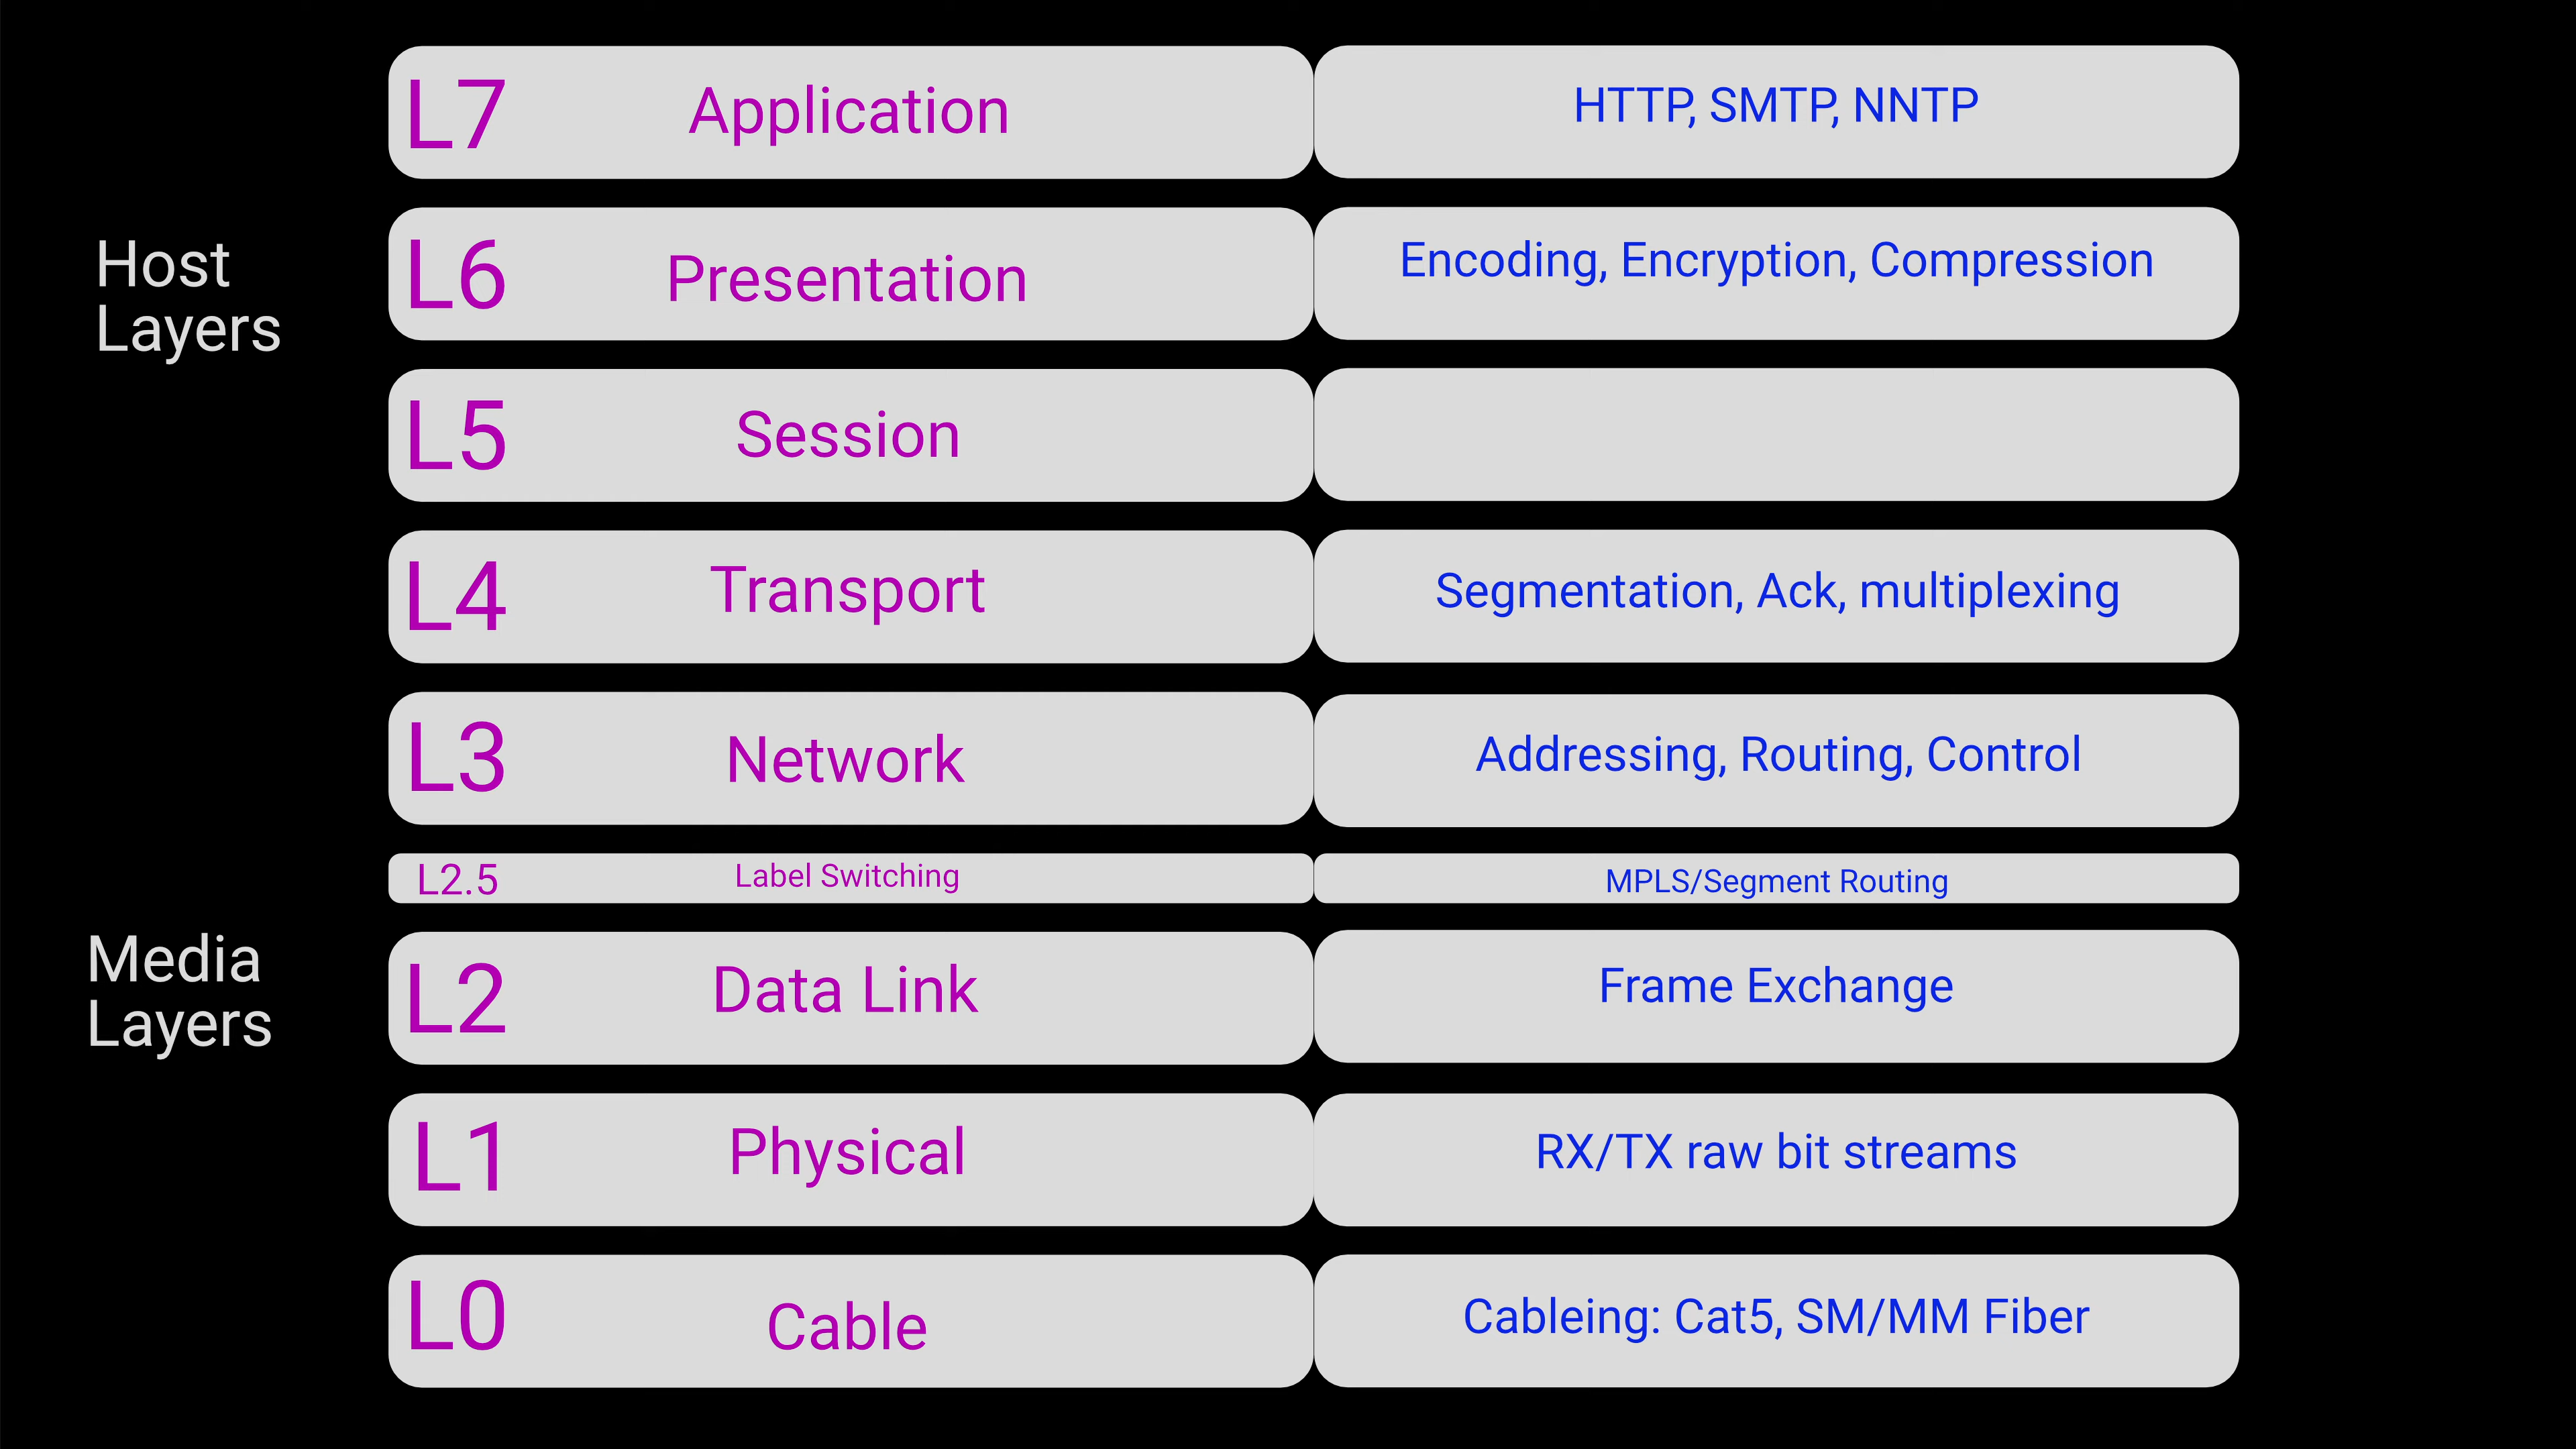 L7
Application
HTTP, SMTP, NNTP
Host
Layers
L6
Presentation
Encoding, Encryption, Compression
L5
Session
L4
Transport
Segmentation, Ack, multiplexing
L3
Network
Addressing, Routing, Control
L2.5
Label Switching
MPLS/Segment Routing
Media
Layers
L2
Data Link
Frame Exchange
L1
Physical
RX/TX raw bit streams
L0
Cable
Cableing: Cat5, SM/MM Fiber